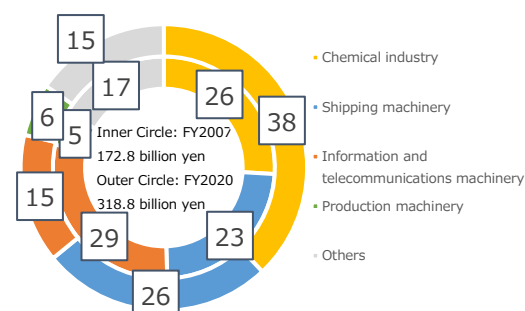 15
17
26
38
6
5
Inner Circle: FY2007
172.8 billion yen
Outer Circle: FY2020
318.8 billion yen
15
29
23
26
Chemical industry
Shipping machinery
Information and
telecommunications machinery
Production machinery
Others